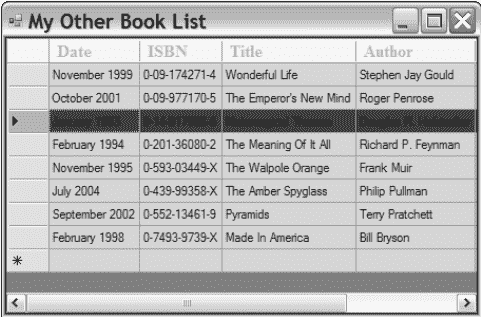 My Other Book List
Date ISBN Title Author
November 1999 0-09-174271-4 Wonderful Life Stephen Jay Gould
October 2001 0-09-977170-5 The Emperor's New Mind Roger Penrose
February 1994 0-201-36080-2 The Meaning Of It All Richard P. Feynman
November 1995 0-593-03449-X The Walpole Orange Frank Muir
July 2004 0-439-99358-X The Amber Spyglass Philip Pullman
September 2002 0-552-13461-9 Pyramids Terry Pratchett
February 1998 0-7493-9739-X Made In America Bill Bryson